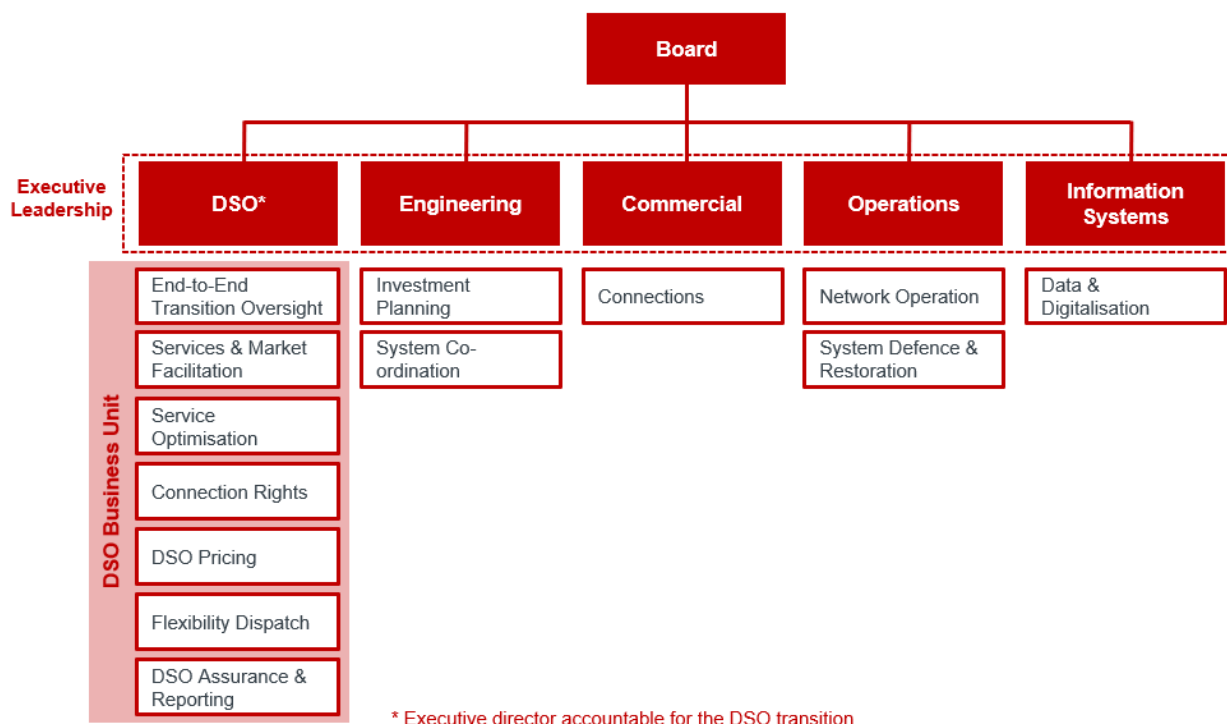 Board
Executive
Leadership
DSO*
Engineering
Commercial
Operations
Information
Systems
DSO Business Unit
End-to-End
Transition Oversight
Services & Market
Facilitation
Service
Optimisation
Connection Rights
DSO Pricing
Flexibility Dispatch
DSO Assurance &
Reporting
Investment
Planning
System Co-
ordination
Connections
Network Operation
System Defence &
Restoration
Data &
Digitalisation
* Executive director accountable for the DSO transition